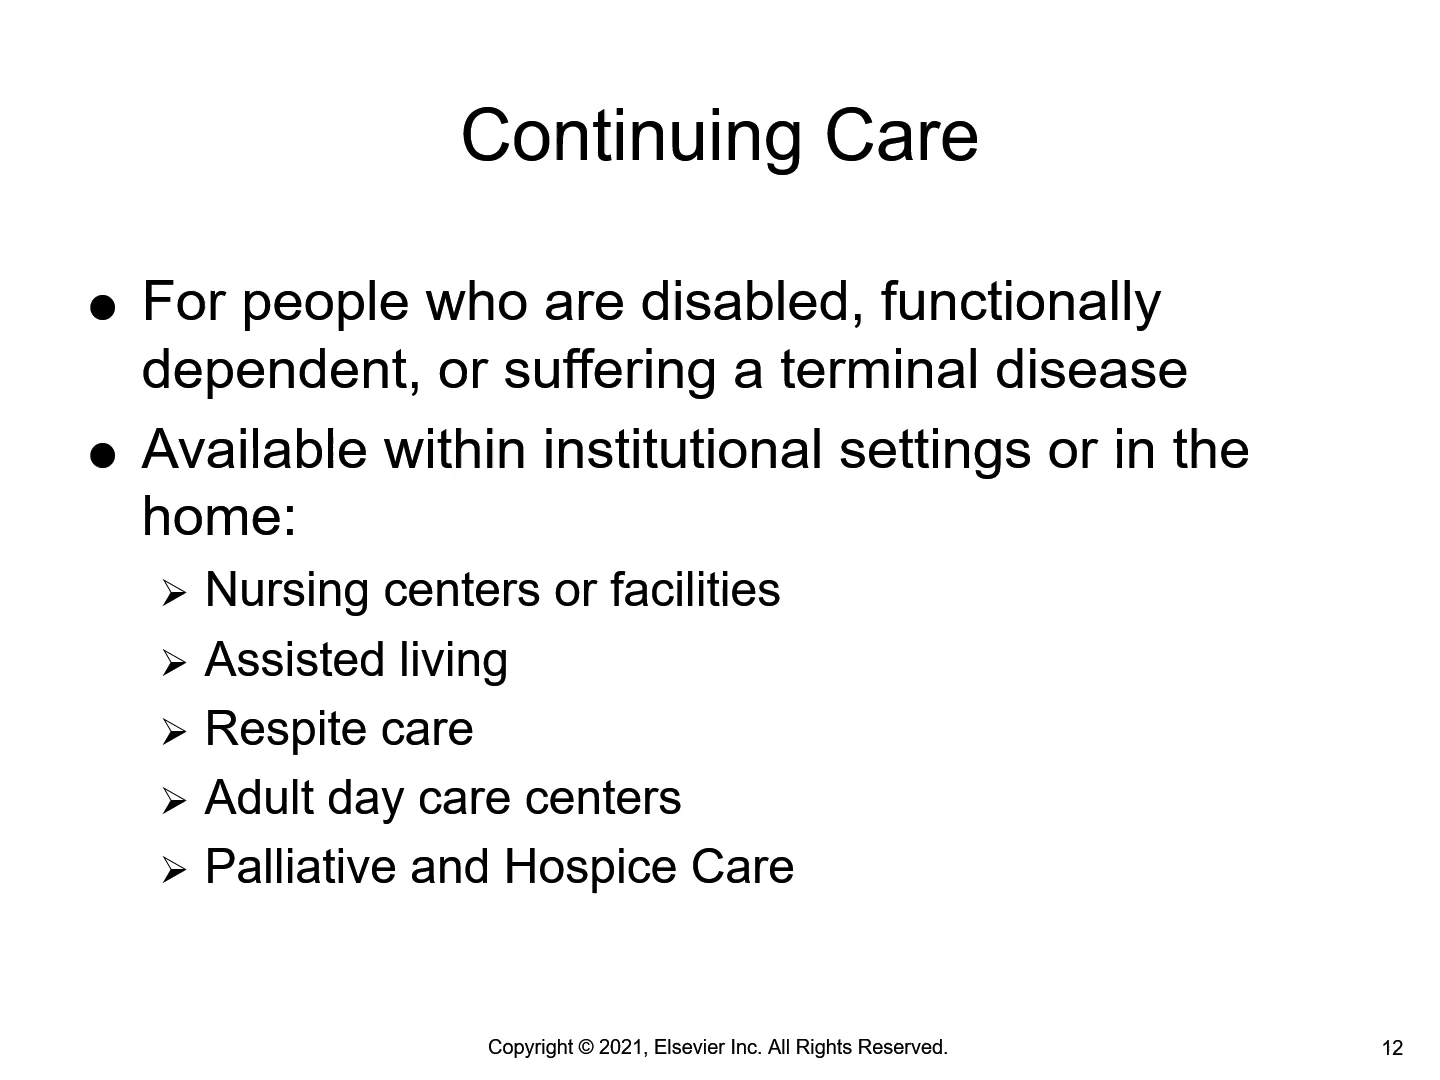 Continuing Care
● For people who are disabled, functionally
dependent, or suffering a terminal disease
● Available within institutional settings or in the
home:
➢ Nursing centers or facilities
➢ Assisted living
➢ Respite care
➢ Adult day care centers
➢ Palliative and Hospice Care
Copyright © 2021, Elsevier Inc. All Rights Reserved.
12